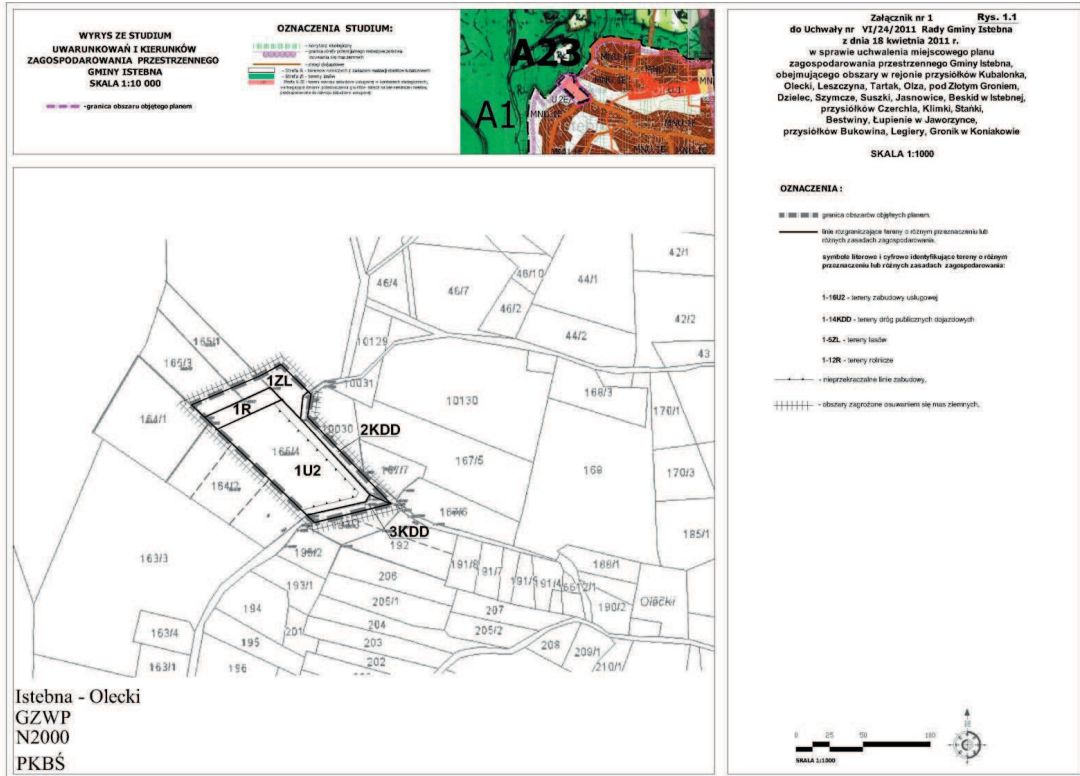 WYRYS ZE STUDIUM
UWARUNKOWAŃ I KIERUNKÓW
ZAGOSPODAROWANIA PRZESTRZENNEGO
GMINY ISTEBNA
SKALA 1:10 000
-granica obszaru objętego planem
OZNACZENIA STUDIUM:
A23
A1
Załącznik nr 1
Rys. 1.1
do Uchwały nr VI/24/2011 Rady Gminy Istebna
z dnia 18 kwietnia 2011 r.
w sprawie uchwalenia miejscowego planu
zagospodarowania przestrzennego Gminy Istebna,
obejmującego obszary w rejonie przysiółków Kubalonka,
Olecki, Leszczyna, Tartak, Olza, pod Złotym Groniem,
Dzielec, Szymcze, Suszki, Jasnowice, Beskid w Istebnej,
przysiółków Czerchla, Klimki, Stańki,
Bestwiny, Łupienie w Jaworzynce,
przysiółków Bukowina, Legiery, Gronik w Koniakowie
SKALA 1:1000
OZNACZENIA :
granica obszarów objętych planem.
linie rozgraniczające tereny o różnym przeznaczeniu lub
różnych zasadach zagospodarowania.
symbole literowe i cyfrowe identyfikujące tereny o różnym
przeznaczeniu lub różnych zasadach zagospodarowania:
1-16U2 - tereny zabudowy usługowej
1-14KDD - tereny dróg publicznych dojazdowych
1-5ZL - tereny lasów
1-12R - tereny rolnicze
- nieprzekraczalne linie zabudowy.
- obszary zagrożone osuwaniem się mas ziemnych.
42/1
46/10
46/4
46/7
44/1
46/2
42/2
44/2
10129
165/1
43
165/3
1ZL
10031
168/3
1R
10130
170/1
164/1
10030
2KDD
165/4
1U2
167/7
167/5
169
170/3
164/2
167/6
3KDD
185/1
192
163/3
191/8
191/7
166/1
206
193/1
205/1
190/2
Olecki
194
207
204
201
205/2
163/4
195
203
208
209/1
163/1
196
202
210/1
Istebna - Olecki
GZWP
N2000
PKBŚ
0 25 50 100
SKALA 1:1000